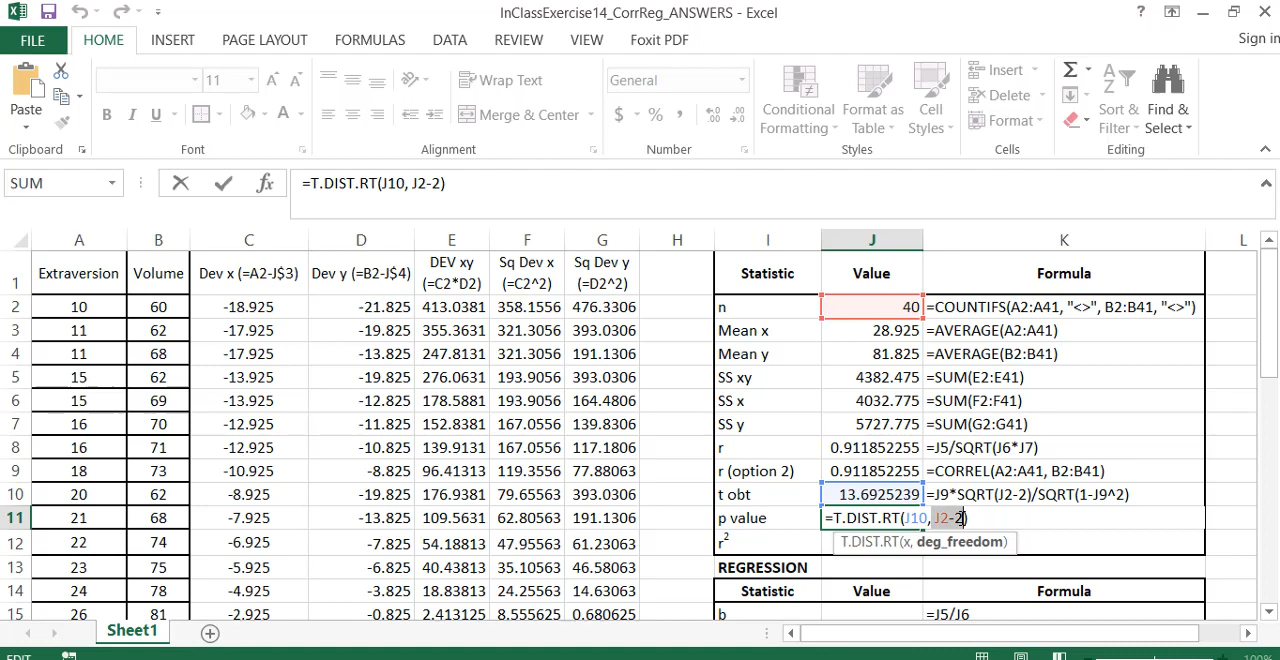 InClassExercise14_CorrReg_ANSWERS - Excel
?
FILE HOME INSERT PAGE LAYOUT FORMULAS DATA REVIEW VIEW Foxit PDF Sign in
Paste
11
Wrap Text
General
Conditional Formatting
Format as Table
Cell Styles
Insert
Delete
Format
Sort & Filter
Find & Select
B I U
Merge & Center
$ % ,
Clipboard Font Alignment Number Styles Cells Editing
SUM fx =T.DIST.RT(J10, J2-2)
A B C D E F G H I J K L
1 Extraversion Volume Dev x (=A2-J$3) Dev y (=B2-J$4) DEV xy (=C2*D2) Sq Dev x (=C2^2) Sq Dev y (=D2^2) Statistic Value Formula
2 10 60 -18.925 -21.825 413.0381 358.1556 476.3306 n 40 =COUNTIFS(A2:A41, "<>", B2:B41, "<>")
3 11 62 -17.925 -19.825 355.3631 321.3056 393.0306 Mean x 28.925 =AVERAGE(A2:A41)
4 11 68 -17.925 -13.825 247.8131 321.3056 191.1306 Mean y 81.825 =AVERAGE(B2:B41)
5 15 62 -13.925 -19.825 276.0631 193.9056 393.0306 SS xy 4382.475 =SUM(E2:E41)
6 15 69 -13.925 -12.825 178.5881 193.9056 164.4806 SS x 4032.775 =SUM(F2:F41)
7 16 70 -12.925 -11.825 152.8381 167.0556 139.8306 SS y 5727.775 =SUM(G2:G41)
8 16 71 -12.925 -10.825 139.9131 167.0556 117.1806 r 0.911852255 =J5/SQRT(J6*J7)
9 18 73 -10.925 -8.825 96.41313 119.3556 77.88063 r (option 2) 0.911852255 =CORREL(A2:A41, B2:B41)
10 20 62 -8.925 -19.825 176.9381 79.65563 393.0306 t obt 13.6925239 =J9*SQRT(J2-2)/SQRT(1-J9^2)
11 21 68 -7.925 -13.825 109.5631 62.80563 191.1306 p value =T.DIST.RT(J10, J2-2)
12 22 74 -6.925 -7.825 54.18813 47.95563 61.23063 r2 T.DIST.RT(x, deg_freedom)
13 23 75 -5.925 -6.825 40.43813 35.10563 46.58063 REGRESSION
14 24 78 -4.925 -3.825 18.83813 24.25563 14.63063 Statistic Value Formula
15 26 81 -2.925 -0.825 2.413125 8.555625 0.680625 b =J5/J6
Sheet1
EDIT 100%